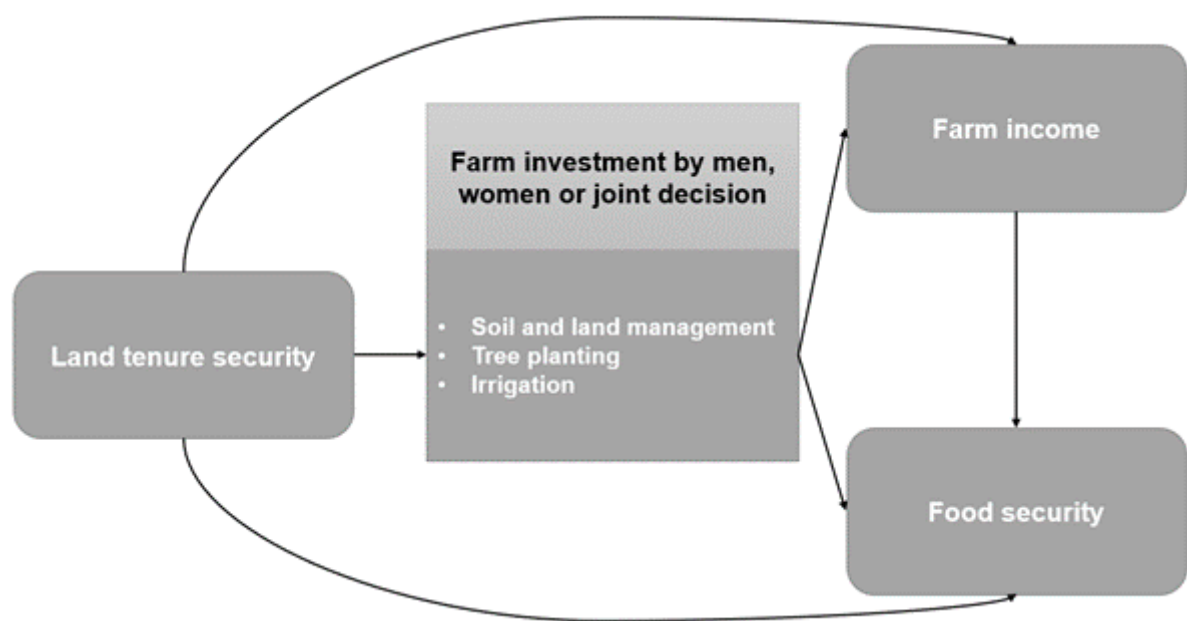 Farm income
Farm investment by men,
women or joint decision
Land tenure security
• Soil and land management
• Tree planting
• Irrigation
Food security